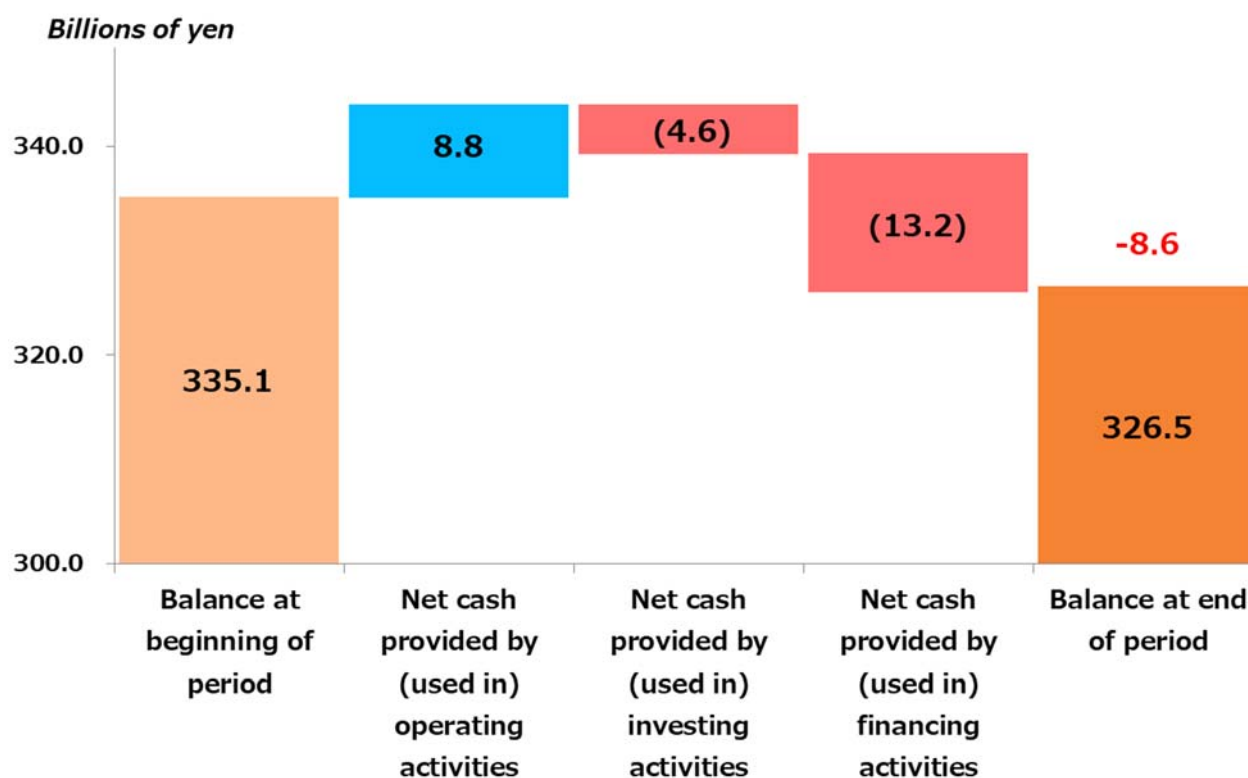 Billions of yen
340.0
320.0
300.0
335.1
8.8
(4.6)
(13.2)
-8.6
326.5
Balance at
beginning of
period
Net cash
provided by
(used in)
operating
activities
Net cash
provided by
(used in)
investing
activities
Net cash
provided by
(used in)
financing
activities
Balance at end
of period